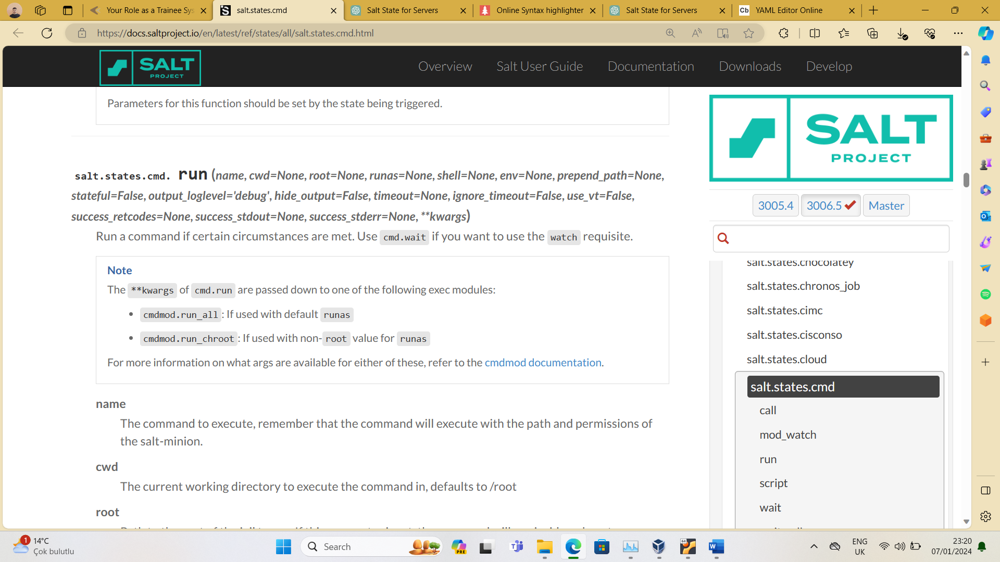 Your Role as a Trainee Sys
salt.states.cmd
Salt State for Servers
Online Syntax highlighter
Salt State for Servers
Cb YAML Editor Online
https://docs.saltproject.io/en/latest/ref/states/all/salt.states.cmd.html
SALT PROJECT
Overview Salt User Guide Documentation Downloads Develop
Parameters for this function should be set by the state being triggered.
salt.states.cmd. run (name, cwd=None, root=None, runas=None, shell=None, env=None, prepend_path=None,
stateful=False, output_loglevel='debug', hide_output=False, timeout=None, ignore_timeout=False, use_vt=False,
success_retcodes=None, success_stdout=None, success_stderr=None, **kwargs)
Run a command if certain circumstances are met. Use cmd.wait if you want to use the watch requisite.
Note
The **kwargs of cmd.run are passed down to one of the following exec modules:
• cmdmod.run_all: If used with default runas
• cmdmod.run_chroot: If used with non-root value for runas
For more information on what args are available for either of these, refer to the cmdmod documentation.
name
The command to execute, remember that the command will execute with the path and permissions of
the salt-minion.
cwd
The current working directory to execute the command in, defaults to /root
root
SALT
PROJECT
3005.4 3006.5 Master
salt.states.chocolatey
salt.states.chronos_job
salt.states.cimc
salt.states.cisconso
salt.states.cloud
salt.states.cmd
call
mod_watch
run
script
wait
1
14°C
Çok bulutlu
Search
PRE
64
ENG
UK
23:20
07/01/2024